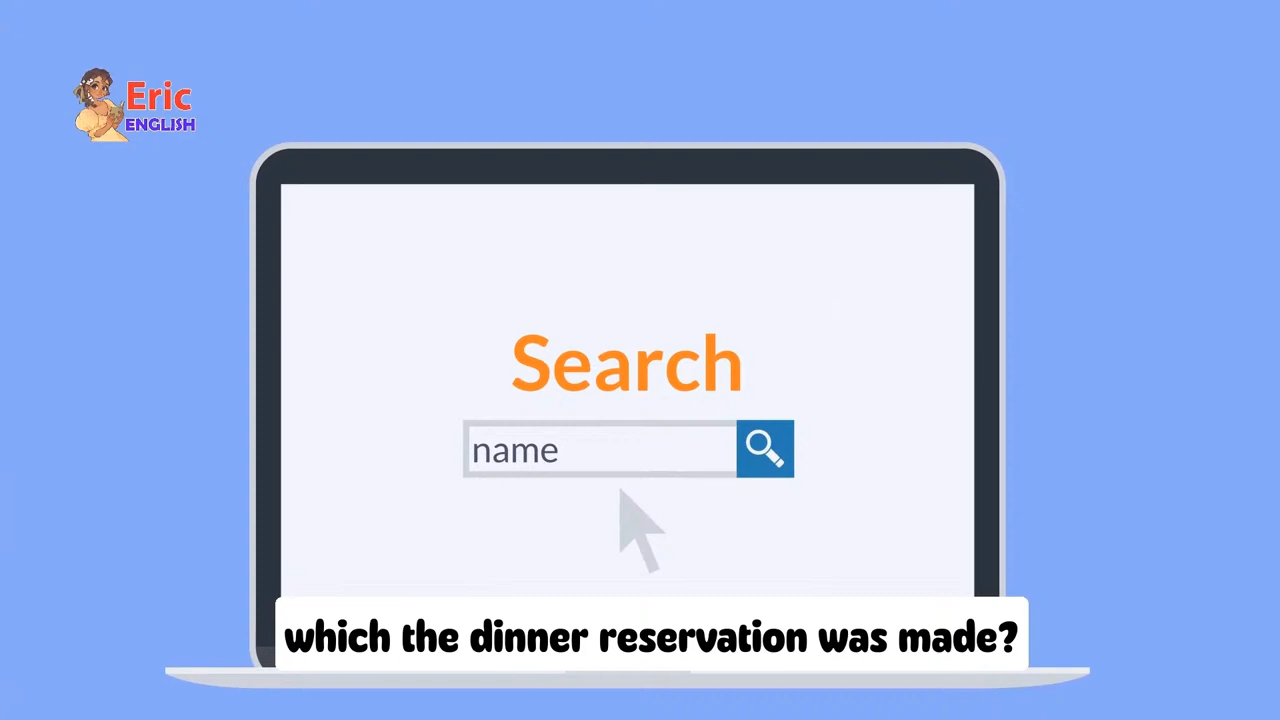 Eric
ENGLISH
Search
name
which the dinner reservation was made?